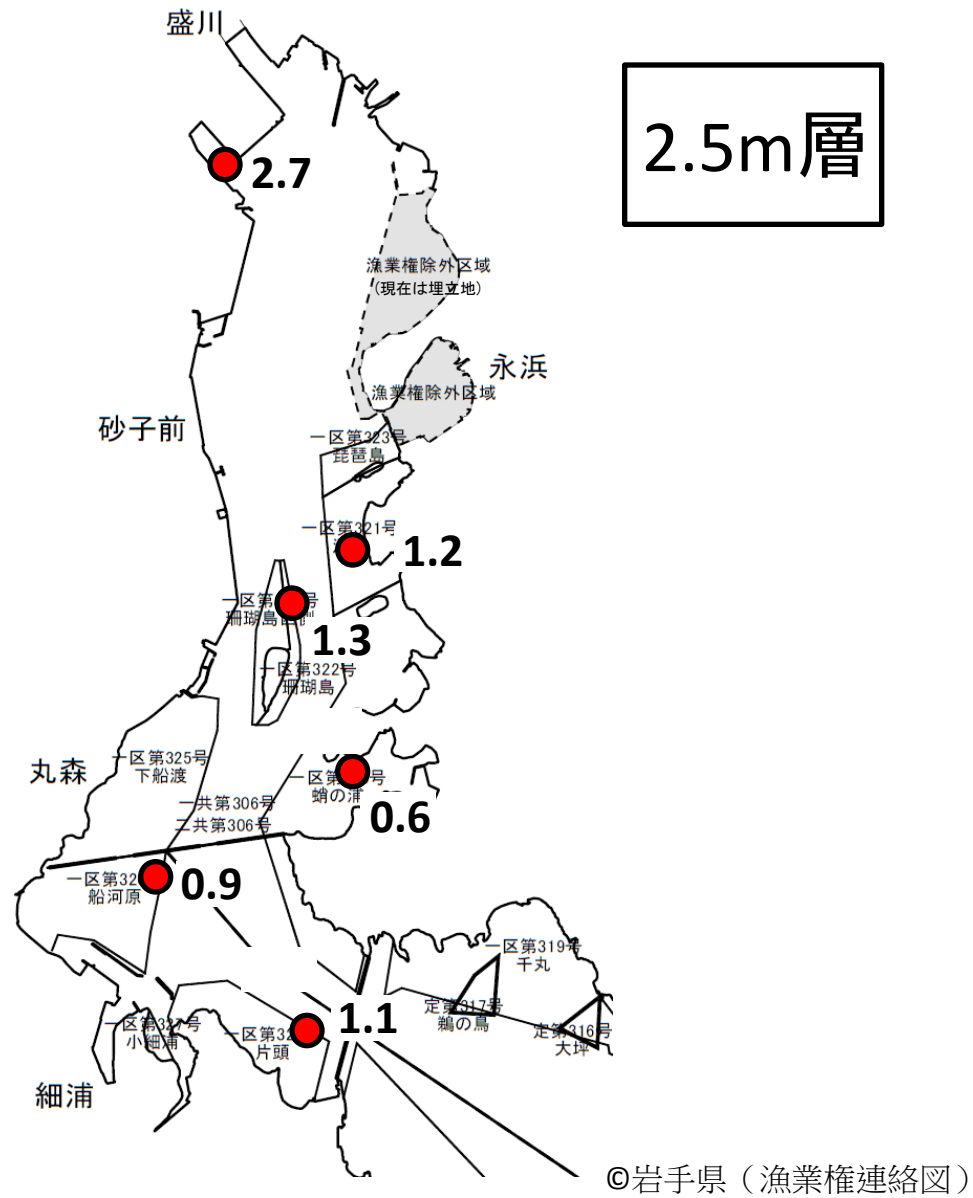 盛川
2.5m層
2.7
漁業権除外区域
(現在は埋立地)
永浜
漁業権除外区域
砂子前
一区第323号
琵琶島
一区第321号
1.2
一区第 号
珊瑚島
1.3
一区第322号
珊瑚島
一区第325号
下船渡
丸森
一区第 号
蛸の浦
一共第306号
二共第306号
0.6
一区第32
船河原
0.9
一区第319号
千丸
定第317号
鵜の鳥
1.1
定第316号
大坪
一区第327号
小細浦
一区第32
片頭
細浦
©岩手県（漁業権連絡図）